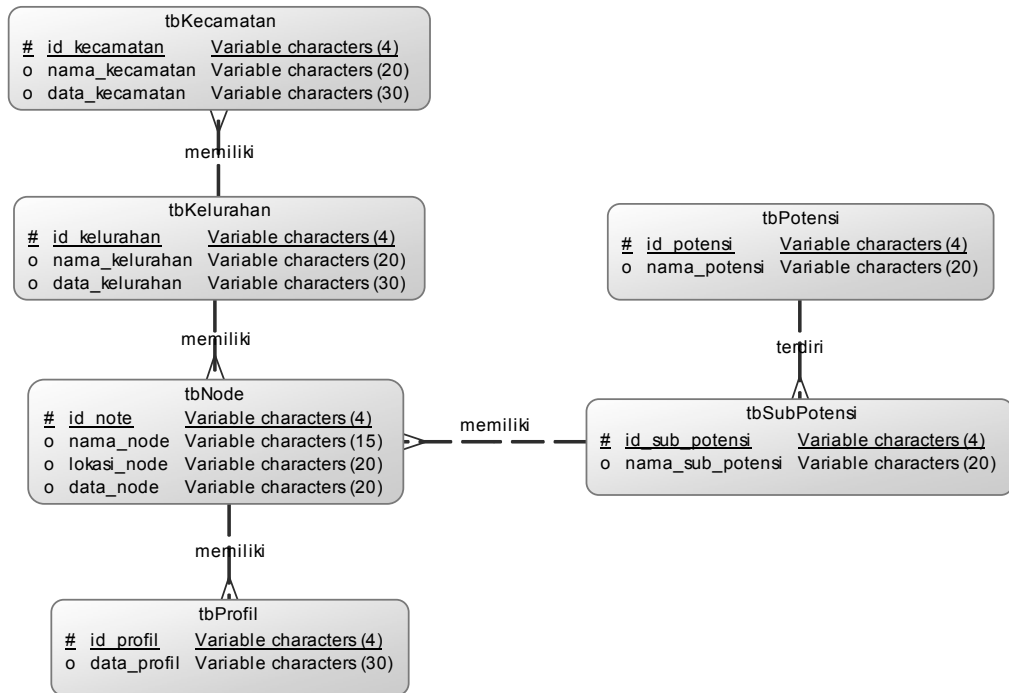 tbKecamatan
# id_kecamatan Variable characters (4)
o nama_kecamatan Variable characters (20)
o data_kecamatan Variable characters (30)
memiliki
tbKelurahan
# id_kelurahan Variable characters (4)
o nama_kelurahan Variable characters (20)
o data_kelurahan Variable characters (30)
memiliki
tbNode
# id_note Variable characters (4)
o nama_node Variable characters (15)
o lokasi_node Variable characters (20)
o data_node Variable characters (20)
memiliki
tbProfil
# id_profil Variable characters (4)
o data_profil Variable characters (30)
memiliki
tbPotensi
# id_potensi Variable characters (4)
o nama_potensi Variable characters (20)
terdiri
tbSubPotensi
# id_sub_potensi Variable characters (4)
o nama_sub_potensi Variable characters (20)